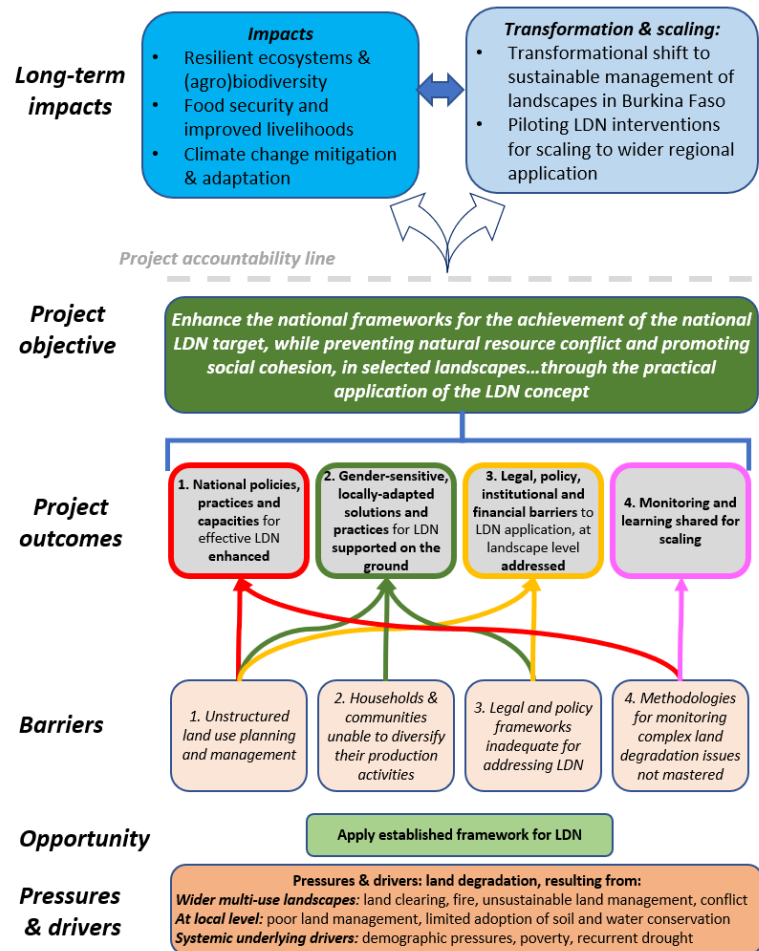 Long-term
impacts
Impacts
• Resilient ecosystems &
(agro)biodiversity
• Food security and
improved livelihoods
• Climate change mitigation
& adaptation
Transformation & scaling:
• Transformational shift to
sustainable management of
landscapes in Burkina Faso
• Piloting LDN interventions
for scaling to wider regional
application
Project accountability line
Project
objective
Enhance the national frameworks for the achievement of the national
LDN target, while preventing natural resource conflict and promoting
social cohesion, in selected landscapes...through the practical
application of the LDN concept
Project
outcomes
1. National policies,
practices and
capacities for
effective LDN
enhanced
2. Gender-sensitive,
locally-adapted
solutions and
practices for LDN
supported on the
ground
3. Legal, policy,
institutional and
financial barriers to
LDN application, at
landscape level
addressed
4. Monitoring and
learning shared for
scaling
Barriers
1. Unstructured
land use planning
and management
2. Households &
communities
unable to diversify
their production
activities
3. Legal and policy
frameworks
inadequate for
addressing LDN
4. Methodologies
for monitoring
complex land
degradation issues
not mastered
Opportunity
Apply established framework for LDN
Pressures
& drivers
Pressures & drivers: land degradation, resulting from:
Wider multi-use landscapes: land clearing, fire, unsustainable land management, conflict
At local level: poor land management, limited adoption of soil and water conservation
Systemic underlying drivers: demographic pressures, poverty, recurrent drought